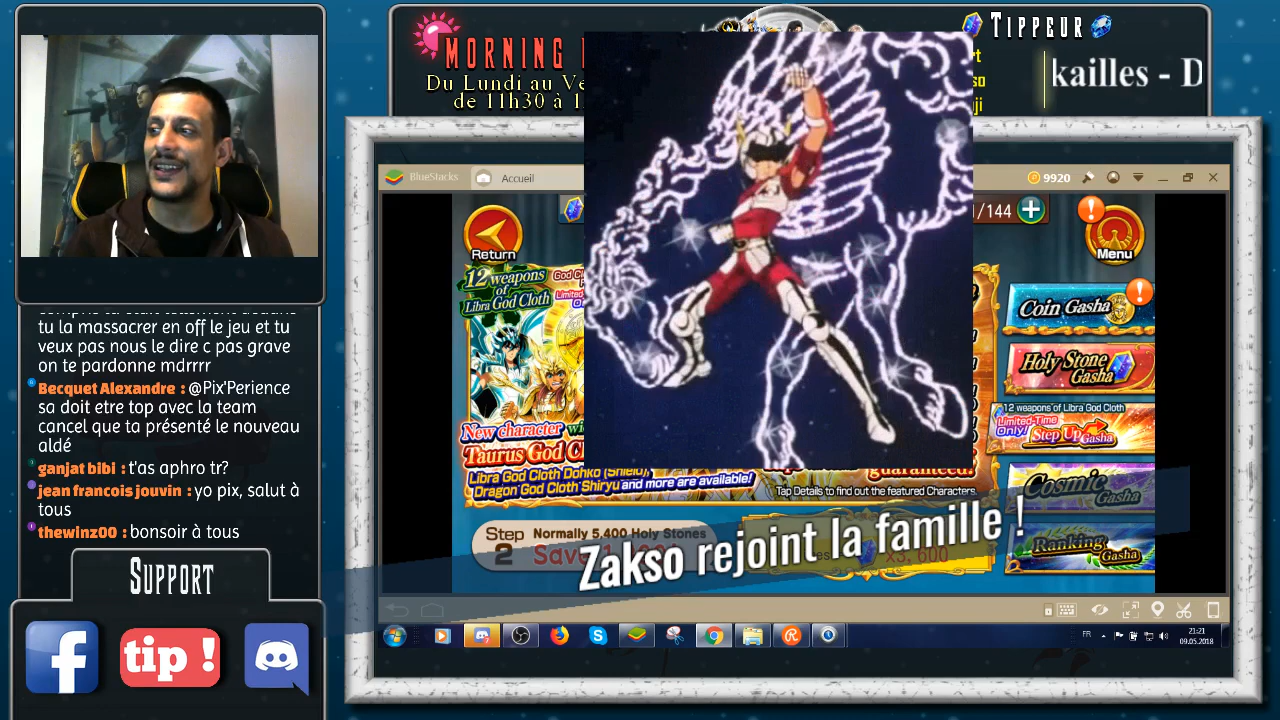 MORNING
Du Lundi au Ve
de 11h30 à 1
TIPPEUR
kailles - D
BlueStacks
Accueil
9920
/144
Return
Menu
12 weapons
of
Libra God Cloth
God Cl
Limited-
New character
Taurus God C
Libra God Cloth Dohko (Shield),
Dragon God Cloth Shiryu and more are available!
guaranteed!
Tap Details to find out the featured Characters.
Coin Gasha
Holy Stone
Gasha
12 weapons of Libra God Cloth
Limited-Time
Only!
Step Up Gasha
Cosmic
Gasha
Ranking
Gasha
Step
2
Normally 5,400 Holy Stones
Zakso rejoint la famille !
tu la massacrer en off le jeu et tu
veux pas nous le dire c pas grave
on te pardonne mdrrr
Becquet Alexandre : @Pix'Perience
sa doit etre top avec la team
cancel que ta présenté le nouveau
aldé
ganjat bibi : t'as aphro tr?
jean francois jouvin : yo pix, salut à
tous
thewinz00 : bonsoir à tous
SUPPORT
tip !
FR
21:21
09.05.2018